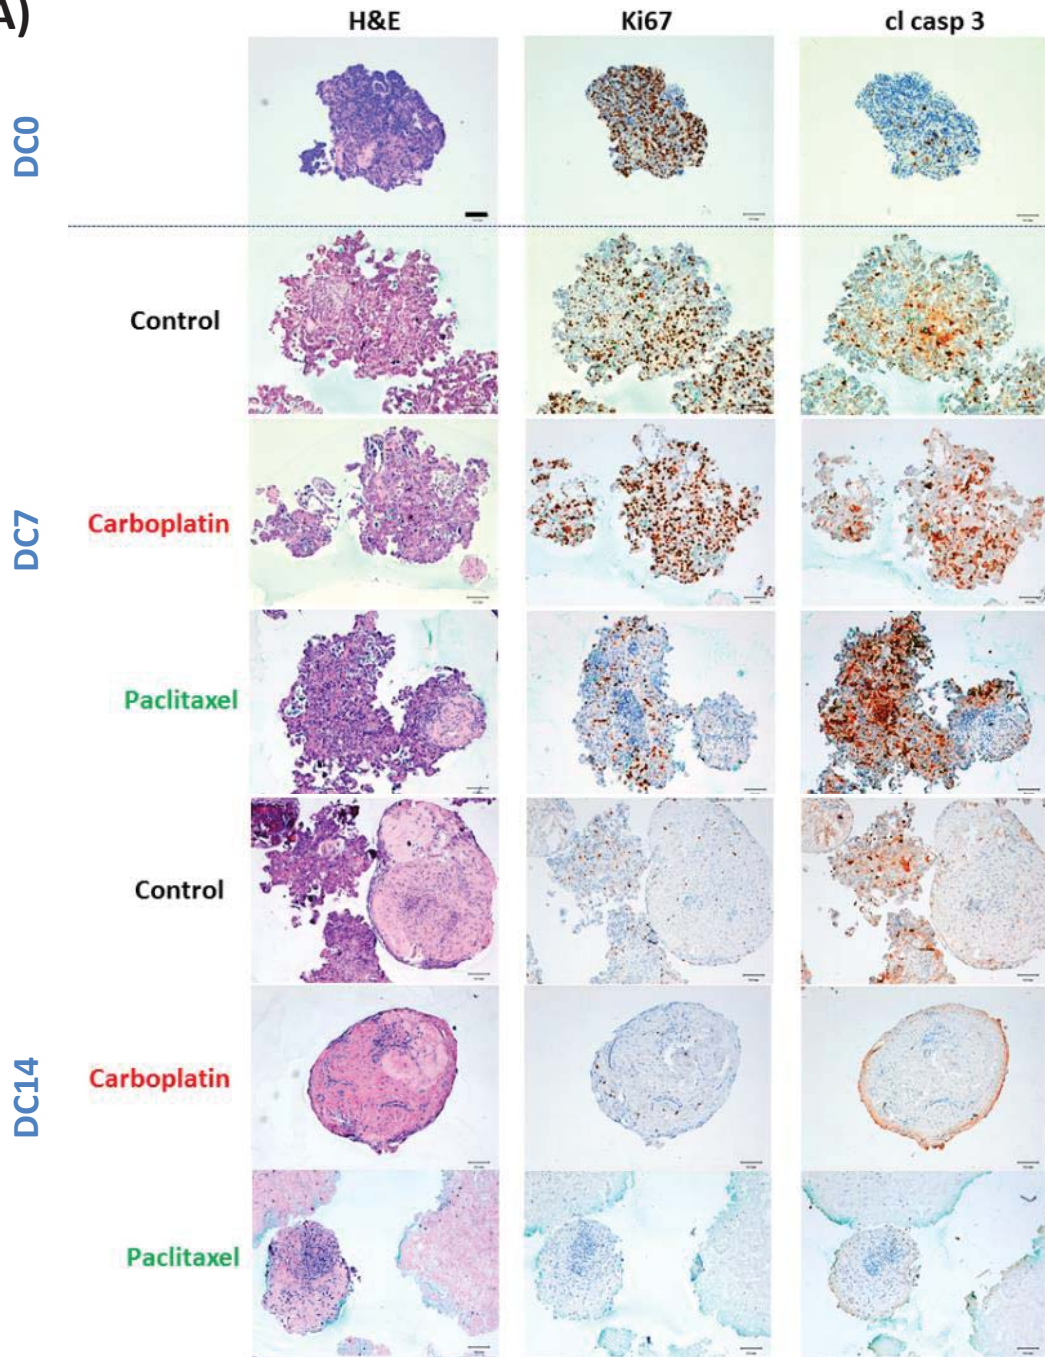 A)
H&E Ki67 cl casp 3
DC0
Control
DC7
Carboplatin
Paclitaxel
Control
DC14
Carboplatin
Paclitaxel